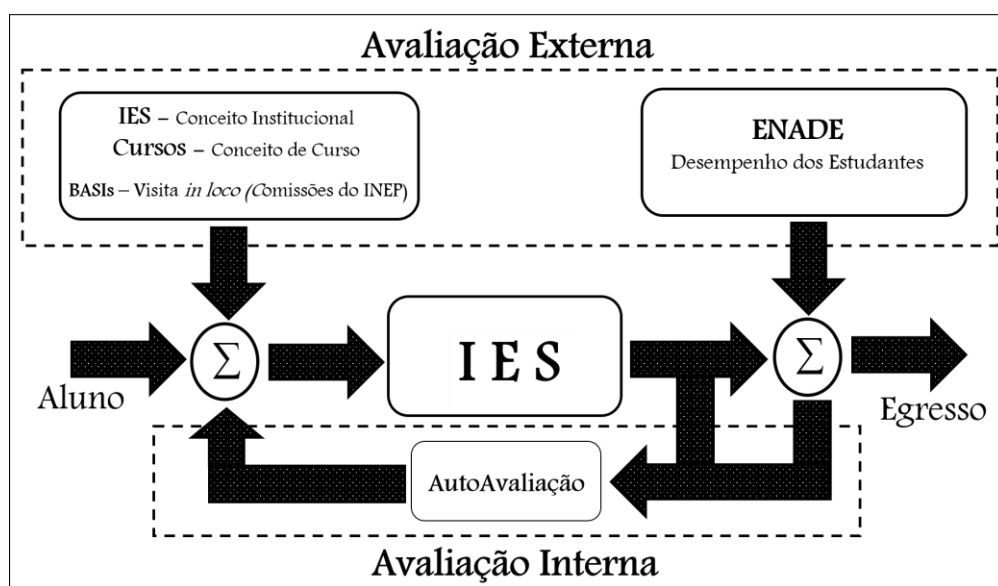 Avaliação Externa
IES – Conceito Institucional
Cursos – Conceito de Curso
BASIs – Visita in loco (Comissões do INEP)
ENADE
Desempenho dos Estudantes
Σ
I E S
Σ
Aluno
Egresso
AutoAvaliação
Avaliação Interna